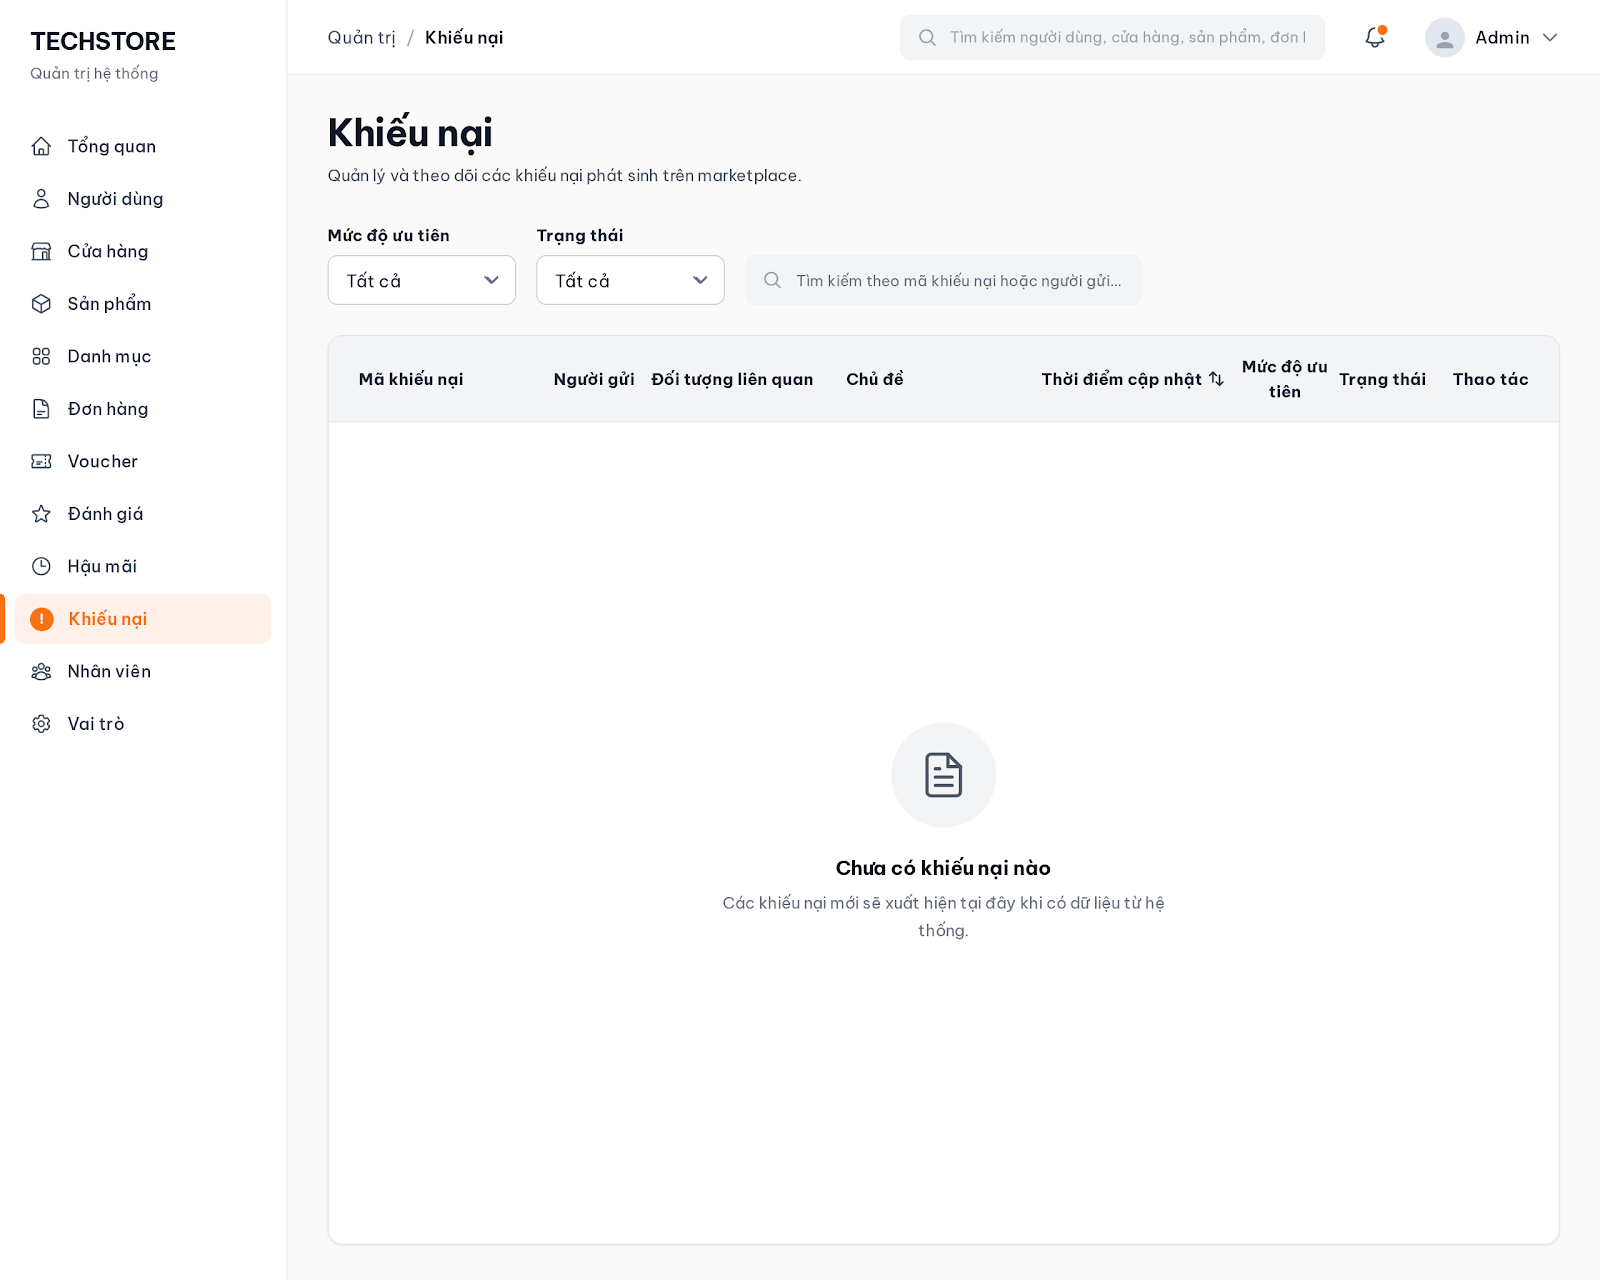 TECHSTORE
Quản trị hệ thống
Tổng quan
Người dùng
Cửa hàng
Sản phẩm
Danh mục
Đơn hàng
Voucher
Đánh giá
Hậu mãi
Khiếu nại
Nhân viên
Vai trò
Quản trị / Khiếu nại
Tìm kiếm người dùng, cửa hàng, sản phẩm, đơn
Admin
Khiếu nại
Quản lý và theo dõi các khiếu nại phát sinh trên marketplace.
Mức độ ưu tiên
Tất cả
Trạng thái
Tất cả
Tìm kiếm theo mã khiếu nại hoặc người gửi...
Mã khiếu nại
Người gửi
Đối tượng liên quan
Chủ đề
Thời điểm cập nhật
Mức độ ưu
tiên
Trạng thái
Thao tác
Chưa có khiếu nại nào
Các khiếu nại mới sẽ xuất hiện tại đây khi có dữ liệu từ hệ
thống.